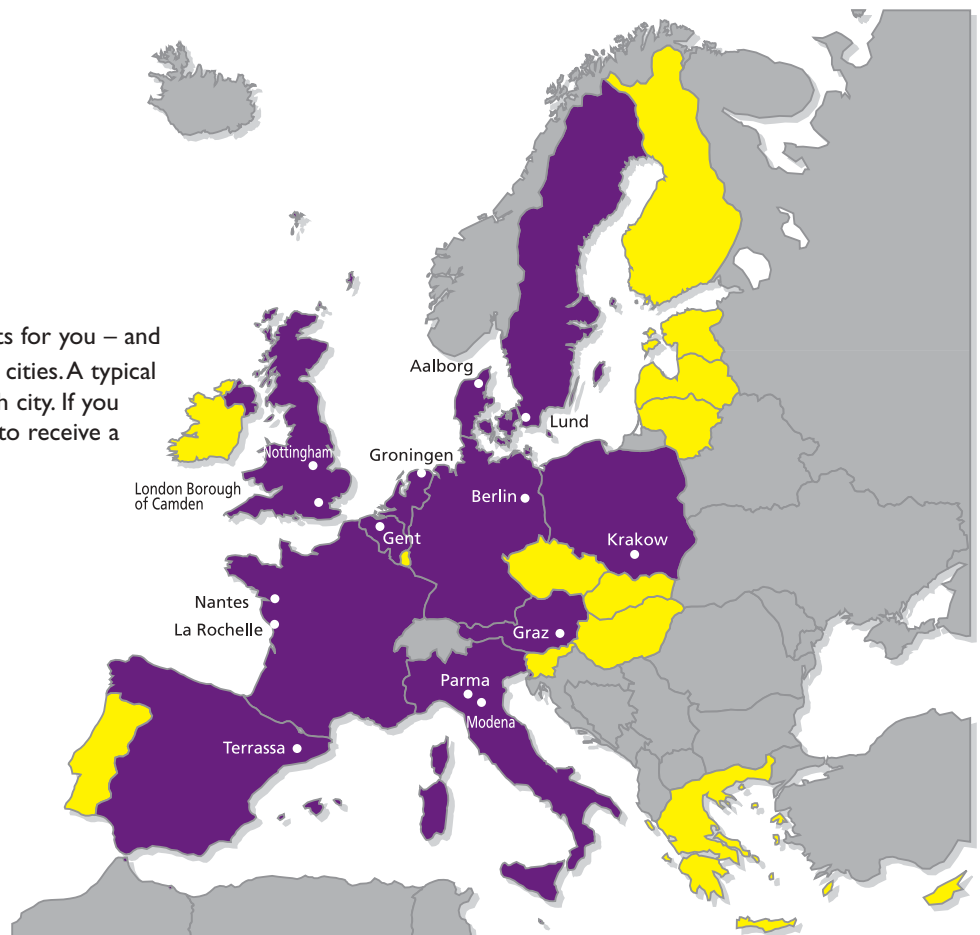 ts for you – and
cities. A typical
h city. If you
to receive a
Aalborg
Lund
Nottingham
Groningen
London Borough
of Camden
Berlin
Gent
Krakow
Nantes
La Rochelle
Graz
Parma
Modena
Terrassa